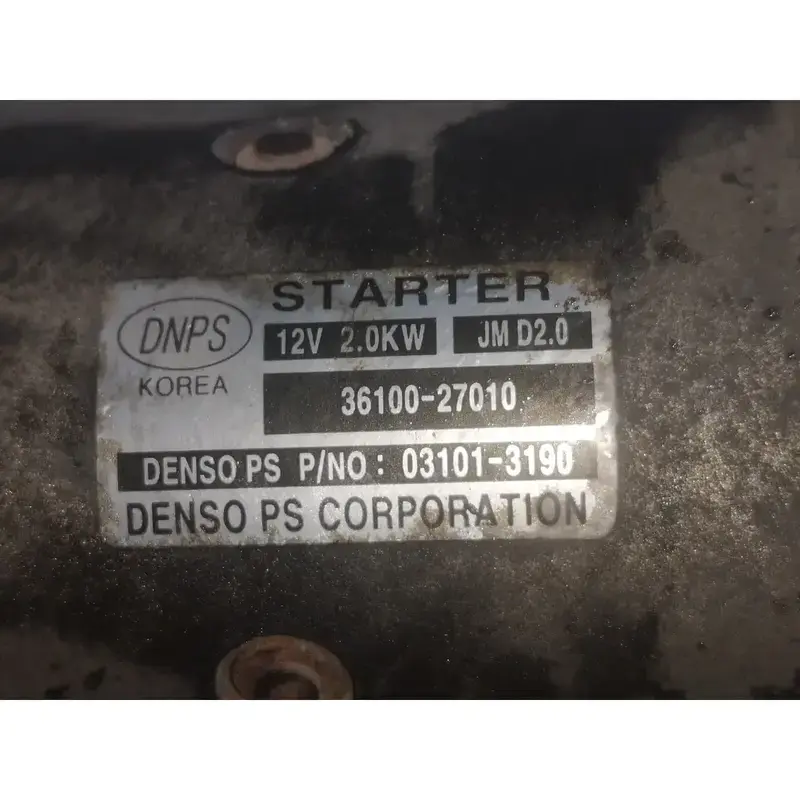 STARTER
DNPS
12V 2.0KW JM D2.0
KOREA
36100-27010
DENSO PS P/NO : 03101-3190
DENSO PS CORPORATION